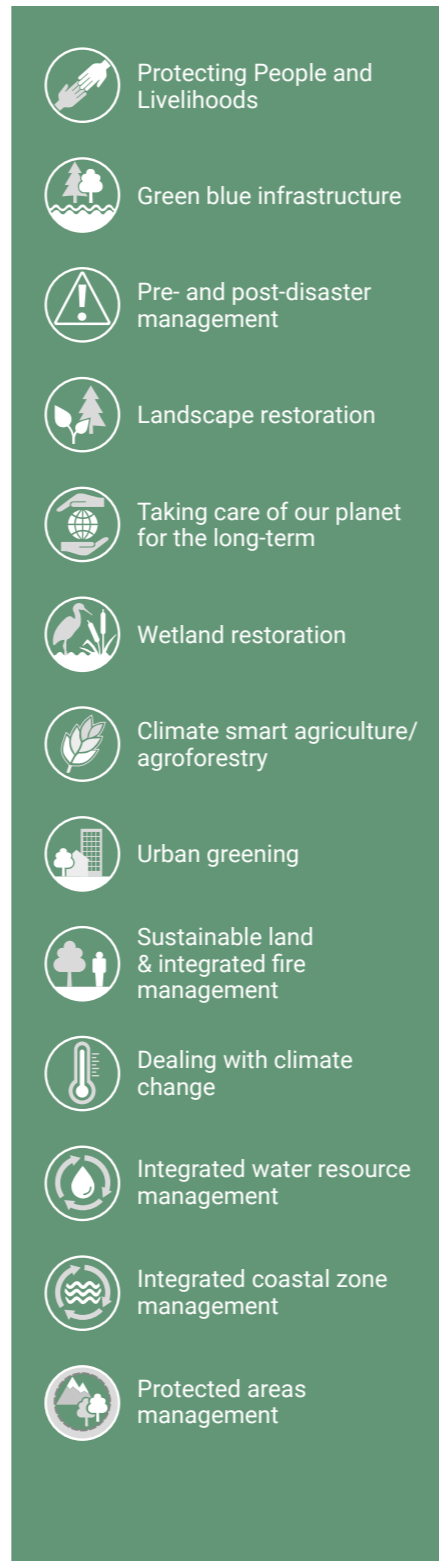 Protecting People and
Livelihoods
Green blue infrastructure
Pre- and post-disaster
management
Landscape restoration
Taking care of our planet
for the long-term
Wetland restoration
Climate smart agriculture/
agroforestry
Urban greening
Sustainable land
& integrated fire
management
Dealing with climate
change
Integrated water resource
management
Integrated coastal zone
management
Protected areas
management